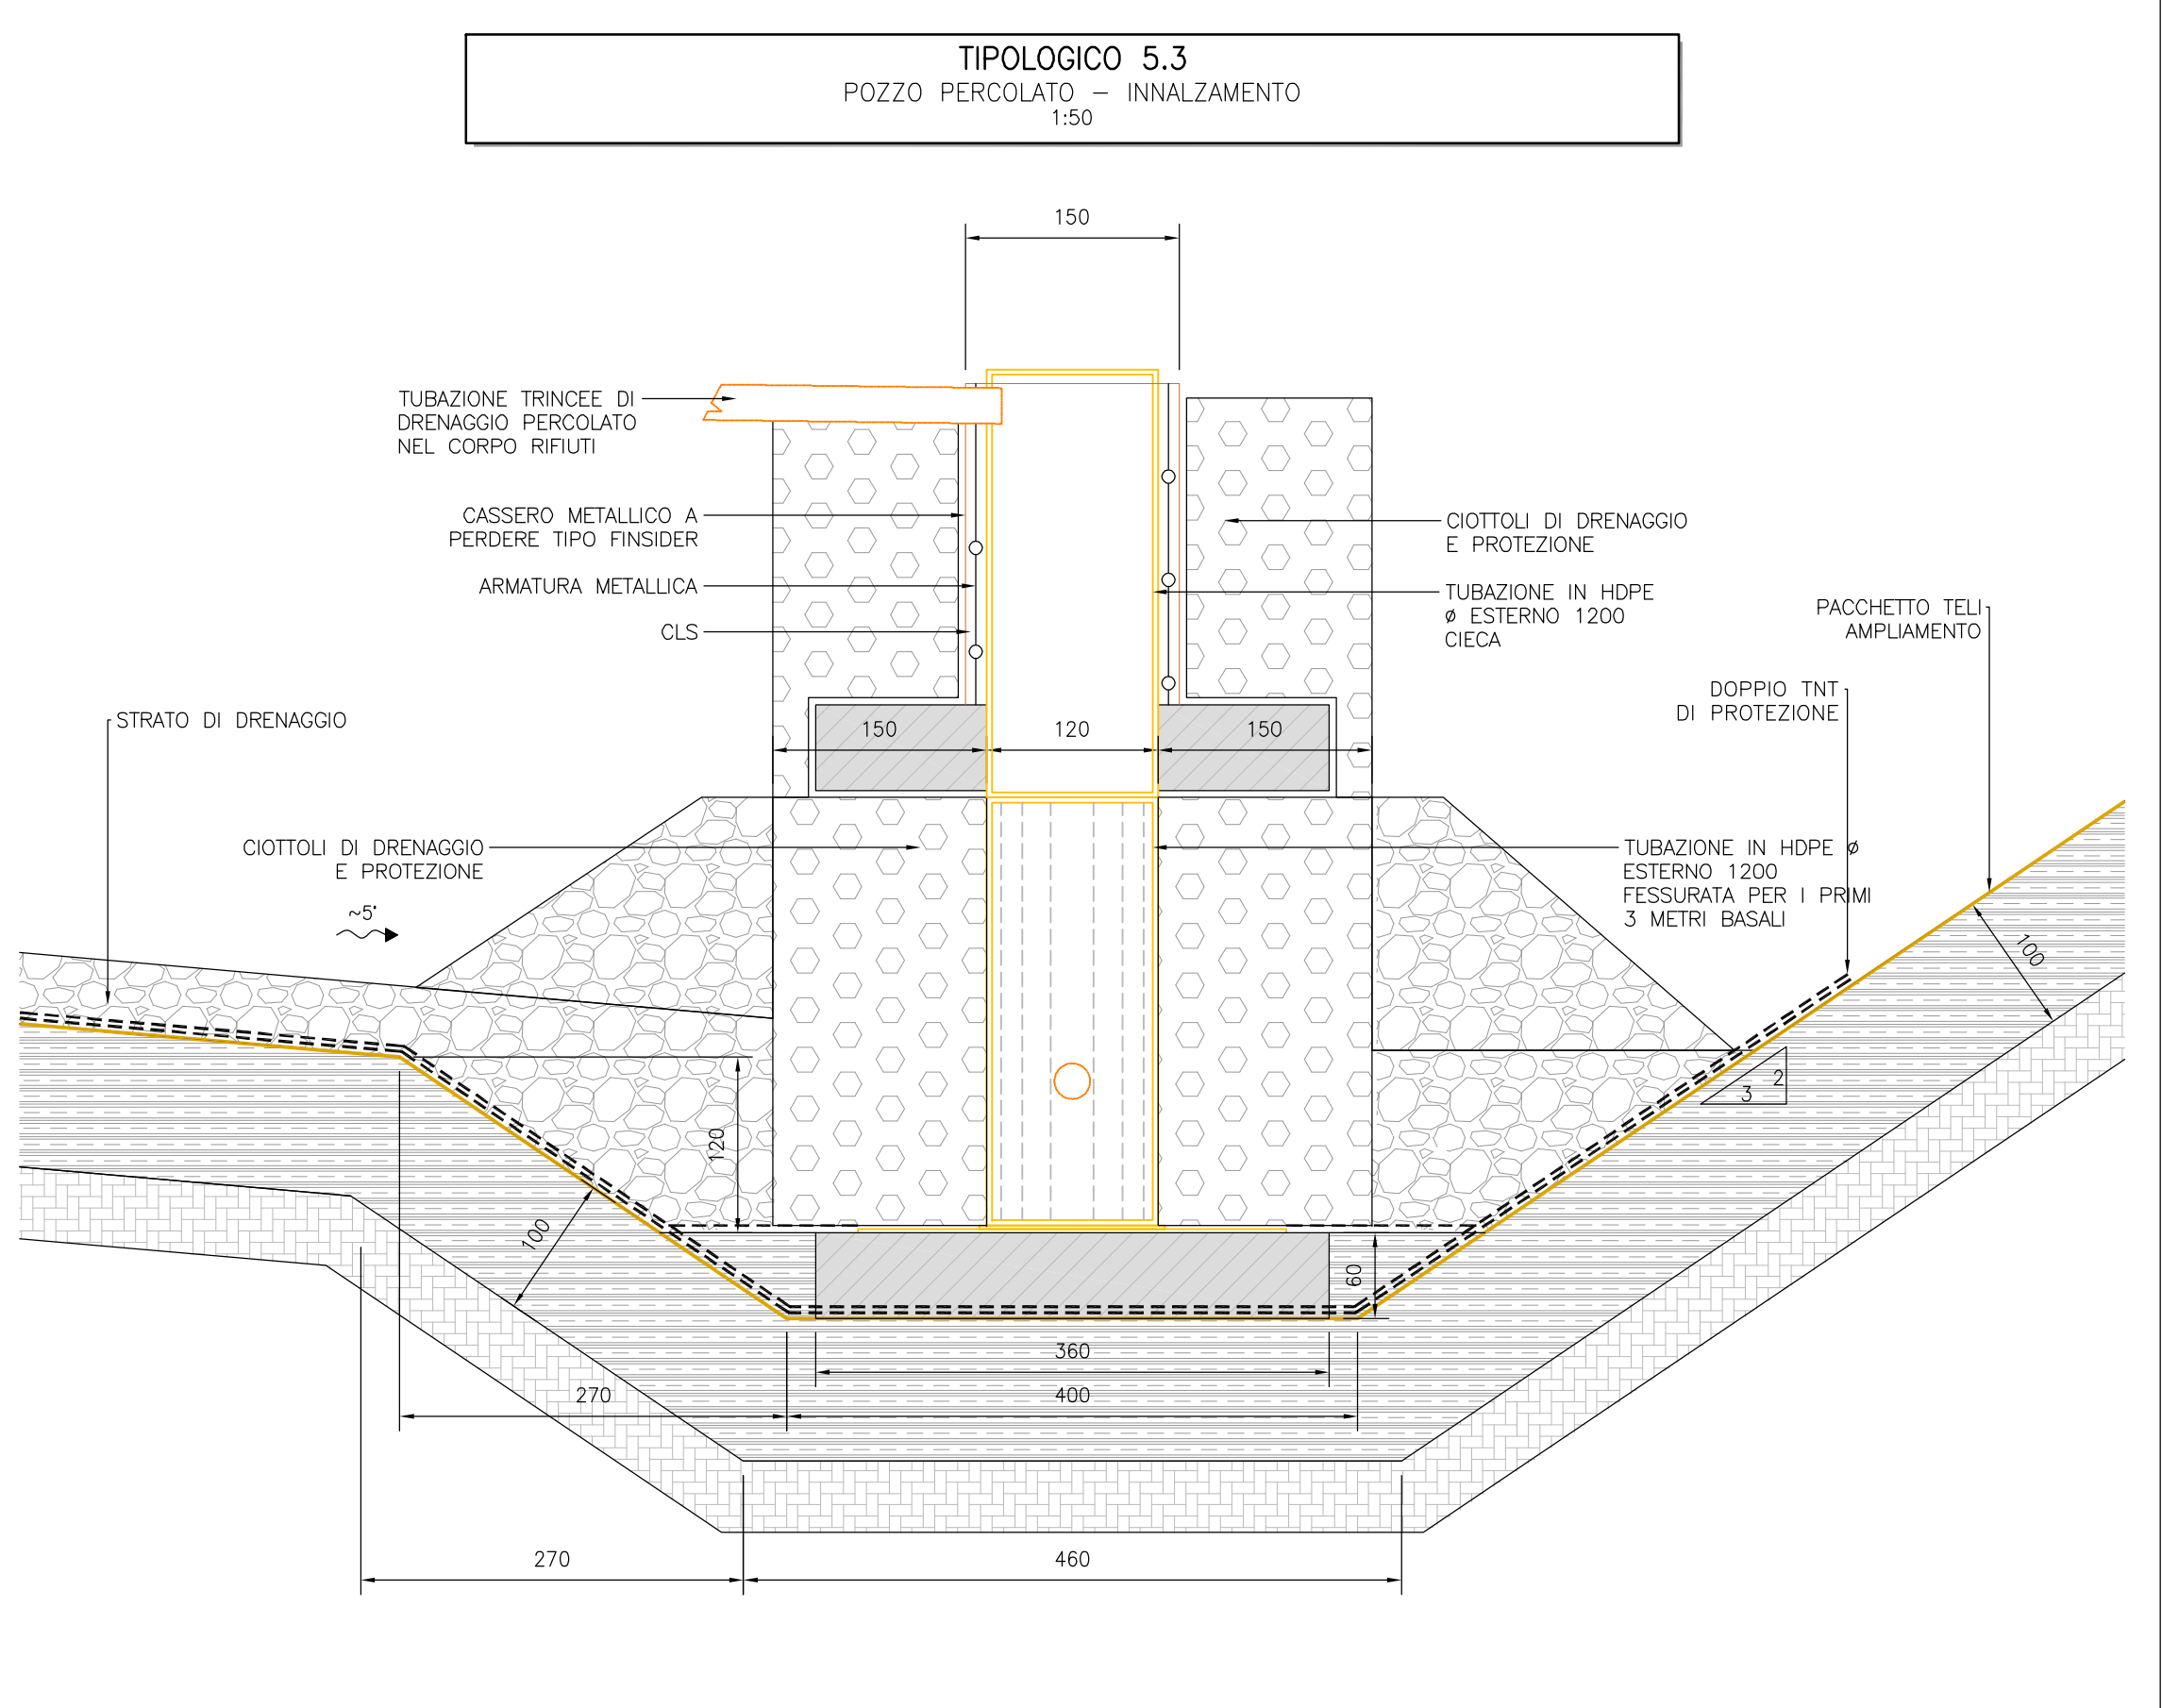 TIPOLOGICO 5.3
POZZO PERCOLATO – INNALZAMENTO
1:50
150
TUBAZIONE TRINCEE DI
DRENAGGIO PERCOLATO
NEL CORPO RIFIUTI
CASSERO METALLICO A
PERDERE TIPO FINSIDER
ARMATURA METALLICA
CLS
CIOTTOLI DI DRENAGGIO
E PROTEZIONE
TUBAZIONE IN HDPE
Ø ESTERNO 1200
CIECA
PACCHETTO TELI
AMPLIAMENTO
DOPPIO TNT
DI PROTEZIONE
STRATO DI DRENAGGIO
150
120
150
CIOTTOLI DI DRENAGGIO
E PROTEZIONE
~5°
TUBAZIONE IN HDPE Ø
ESTERNO 1200
FESSURATA PER I PRIMI
3 METRI BASALI
100
2
3
120
100
60
360
270
400
270
460